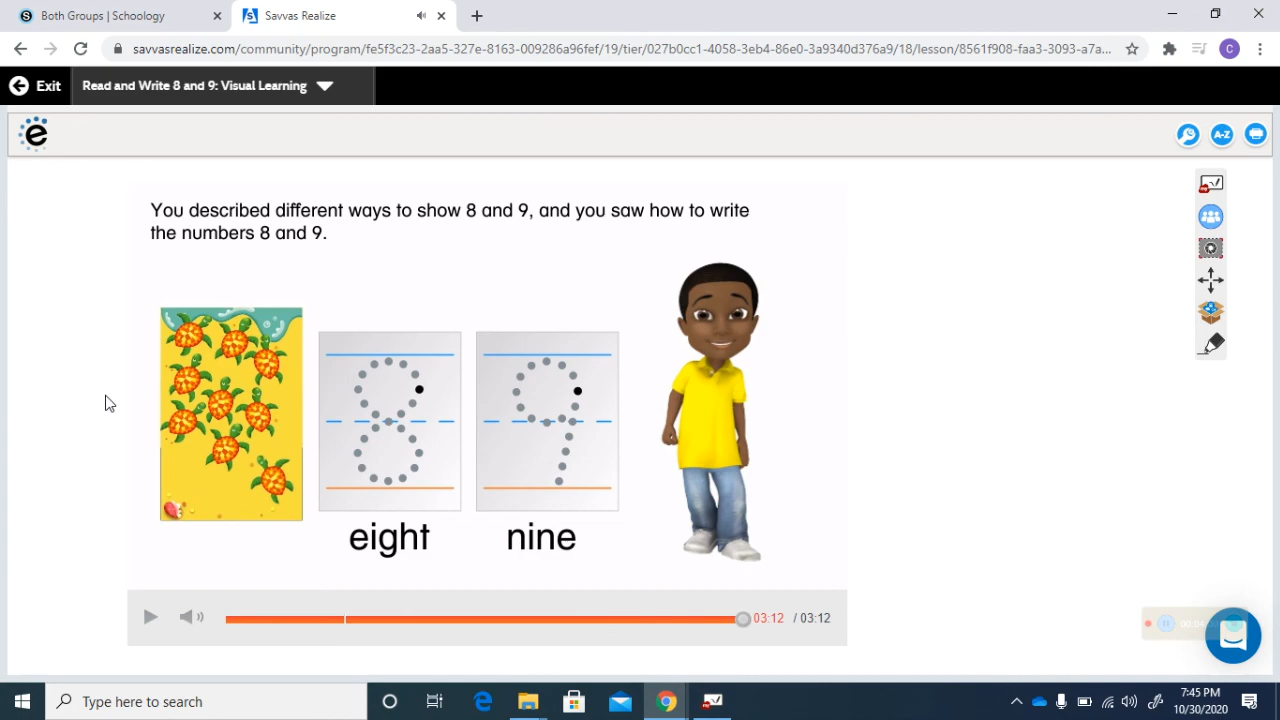 Both Groups | Schoology
Savvas Realize
savvasrealize.com/community/program/fe5f3c23-2aa5-327e-8163-009286a96fef/19/tier/027b0cc1-4058-3eb4-86e0-3a9340d376a9/18/lesson/8561f908-faa3-3093-a7a...
C
Exit
Read and Write 8 and 9: Visual Learning
e
A-Z
You described different ways to show 8 and 9, and you saw how to write
the numbers 8 and 9.
8 9
eight nine
03:12 / 03:12
Type here to search
7:45 PM
10/30/2020